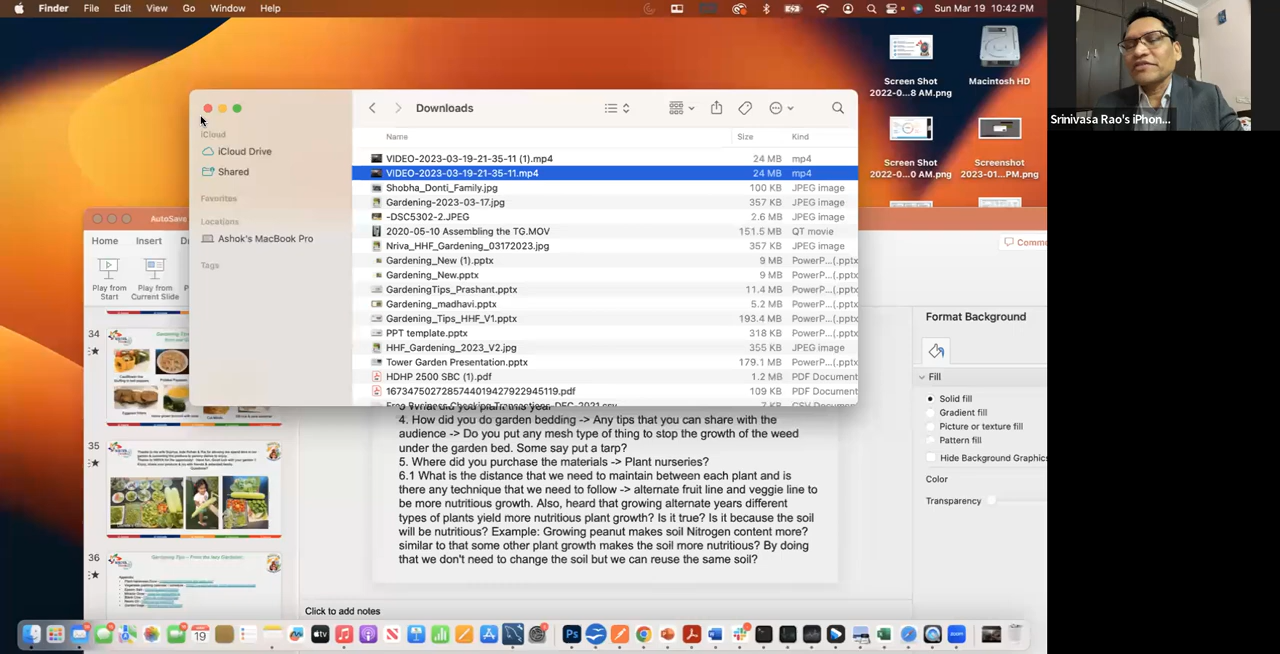 Finder File Edit View Go Window Help
Sun Mar 19 10:42 PM
Screen Shot
2022-0...8 AM.png
Macintosh HD
Screen Shot
2022-0...0 AM.png
Screenshot
2023-01...PM.png
Srinivasa Rao's iPhon...
Downloads
iCloud
iCloud Drive
Shared
Favorites
Locations
Ashok's MacBook Pro
Tags
Name Size Kind
VIDEO-2023-03-19-21-35-11 (1).mp4 24 MB mp4
VIDEO-2023-03-19-21-35-11.mp4 24 MB mp4
Shobha_Donti_Family.jpg 100 KB JPEG image
Gardening-2023-03-17.jpg 357 KB JPEG image
-DSC5302-2.JPEG 2.6 MB JPEG image
2020-05-10 Assembling the TG.MOV 151.5 MB QT movie
Nriva_HHF_Gardening_03172023.jpg 357 KB JPEG image
Gardening_New (1).pptx 9 MB PowerP...(.pptx
Gardening_New.pptx 9 MB PowerP...(.pptx
GardeningTips_Prashant.pptx 11.4 MB PowerP...(.pptx
Gardening_madhavi.pptx 5.2 MB PowerP...(.pptx
Gardening_Tips_HHF_V1.pptx 193.4 MB PowerP...(.pptx
PPT template.pptx 318 KB PowerP...(.pptx
HHF_Gardening_2023_V2.jpg 355 KB JPEG image
Tower Garden Presentation.pptx 179.1 MB PowerP...(.pptx
HDHP 2500 SBC (1).pdf 1.2 MB PDF Document
16734750272857440194279229​45119.pdf 109 KB PDF Document
AutoSave
Home Insert
Play from
Start
Play from
Current Slide
Comme
34
35
36
4. How did you do garden bedding -> Any tips that you can share with the
audience -> Do you put any mesh type of thing to stop the growth of the weed
under the garden bed. Some say put a tarp?
5. Where did you purchase the materials -> Plant nurseries?
6.1 What is the distance that we need to maintain between each plant and is
there any technique that we need to follow -> alternate fruit line and veggie line to
be more nutritious growth. Also, heard that growing alternate years different
types of plants yield more nutritious plant growth? Is it true? Is it because the soil
will be nutritious? Example: Growing peanut makes soil Nitrogen content more?
similar to that some other plant growth makes the soil more nutritious? By doing
that we don't need to change the soil but we can reuse the same soil?
Click to add notes
Format Background
Fill
Solid fill
Gradient fill
Picture or texture fill
Pattern fill
Hide Background Graphics
Color
Transparency